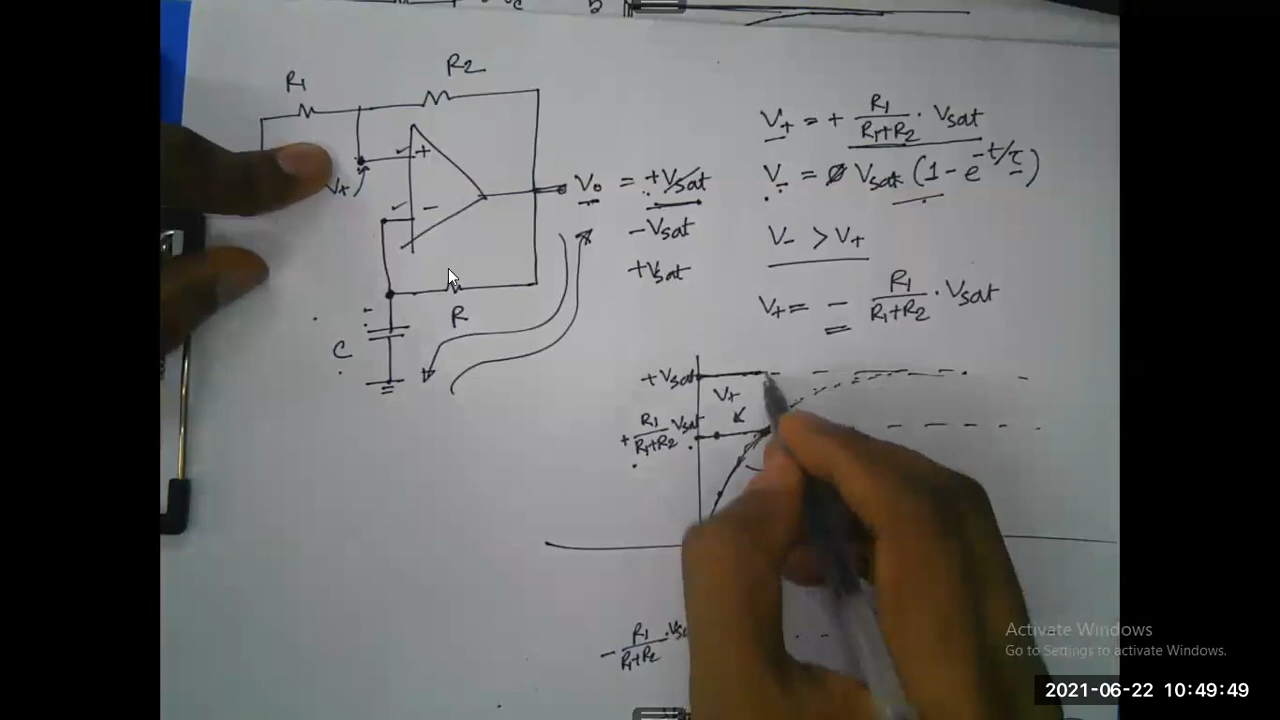 R1
R2
V+
+
-
Vo = +Vsat
-Vsat
+Vsat
R
C
V+ = + R1/R1+R2 . Vsat
V- = Vsat (1 - e^-t/τ)
V- > V+
V+ = - R1/R1+R2 . Vsat
+Vsat
V+
+ R1/R1+R2 Vsat
- R1/R1+R2 .
Activate Windows
Go to Settings to activate Windows.
2021-06-22 10:49:49